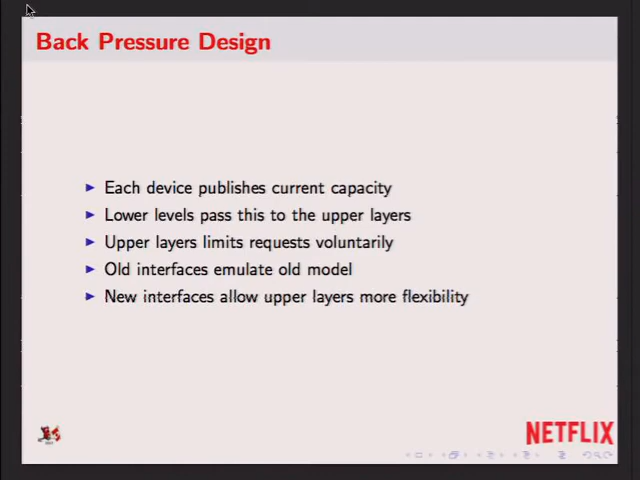 Back Pressure Design
Each device publishes current capacity
Lower levels pass this to the upper layers
Upper layers limits requests voluntarily
Old interfaces emulate old model
New interfaces allow upper layers more flexibility
NETFLIX